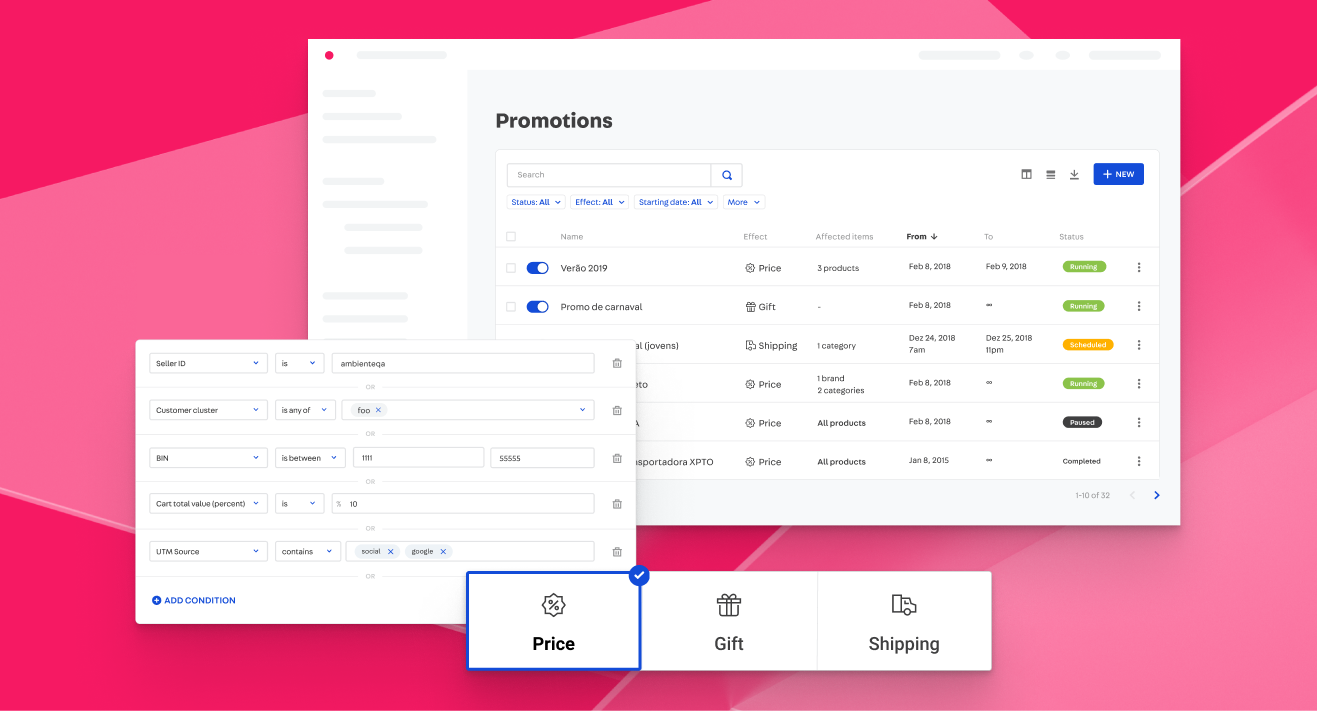 Promotions
Search
+ NEW
Status: All
Effect: All
Starting date: All
More
Name Effect Affected items From To Status
Verão 2019 Price 3 products Feb 8, 2018 Feb 9, 2018 Running
Promo de carnaval Gift - Feb 8, 2018 ∞ Running
al (jovens) Shipping 1 category Dez 24, 2018 Dez 25, 2018 Scheduled
7am 11pm
eto Price 1 brand Feb 8, 2018 ∞ Running
2 categories
A Price All products Feb 8, 2018 ∞ Paused
nsportadora XPTO Price All products Jan 8, 2015 ∞ Completed
1-10 of 32
Seller ID is ambienteqa
OR
Customer cluster is any of foo
OR
BIN is between 1111 55555
OR
Cart total value (percent) is % 10
OR
UTM Source contains social google
OR
ADD CONDITION
Price
Gift
Shipping